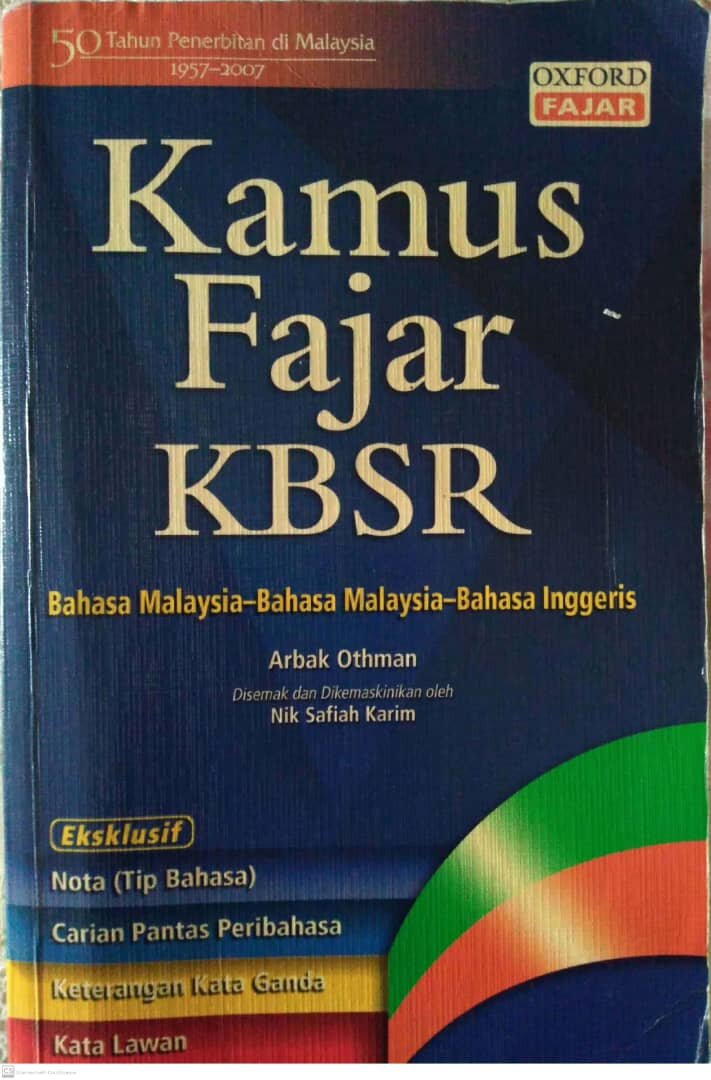 50 Tahun Penerbitan di Malaysia
1957–2007
OXFORD
FAJAR
Kamus
Fajar
KBSR
Bahasa Malaysia–Bahasa Malaysia–Bahasa Inggeris
Arbak Othman
Disemak dan Dikemaskinikan oleh
Nik Safiah Karim
Eksklusif
Nota (Tip Bahasa)
Carian Pantas Peribahasa
Keterangan Kata Ganda
Kata Lawan